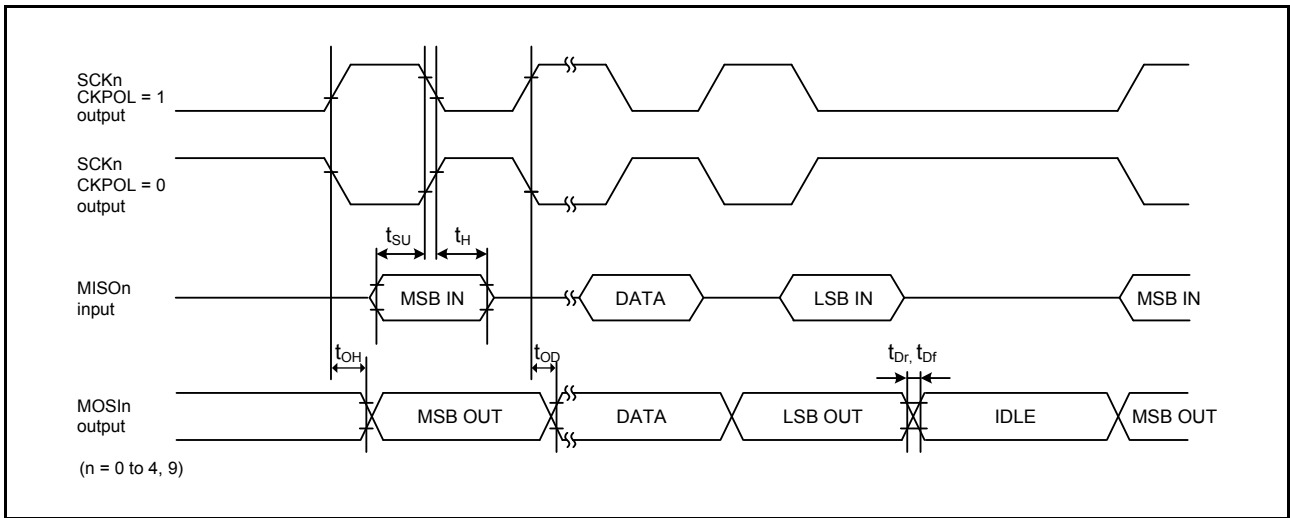 SCKn
CKPOL = 1
output
SCKn
CKPOL = 0
output
tSU
tH
MISOn
input
MSB IN
DATA
LSB IN
MSB IN
tOH
tOD
tDr, tDf
MOSIn
output
MSB OUT
DATA
LSB OUT
IDLE
MSB OUT
(n = 0 to 4, 9)